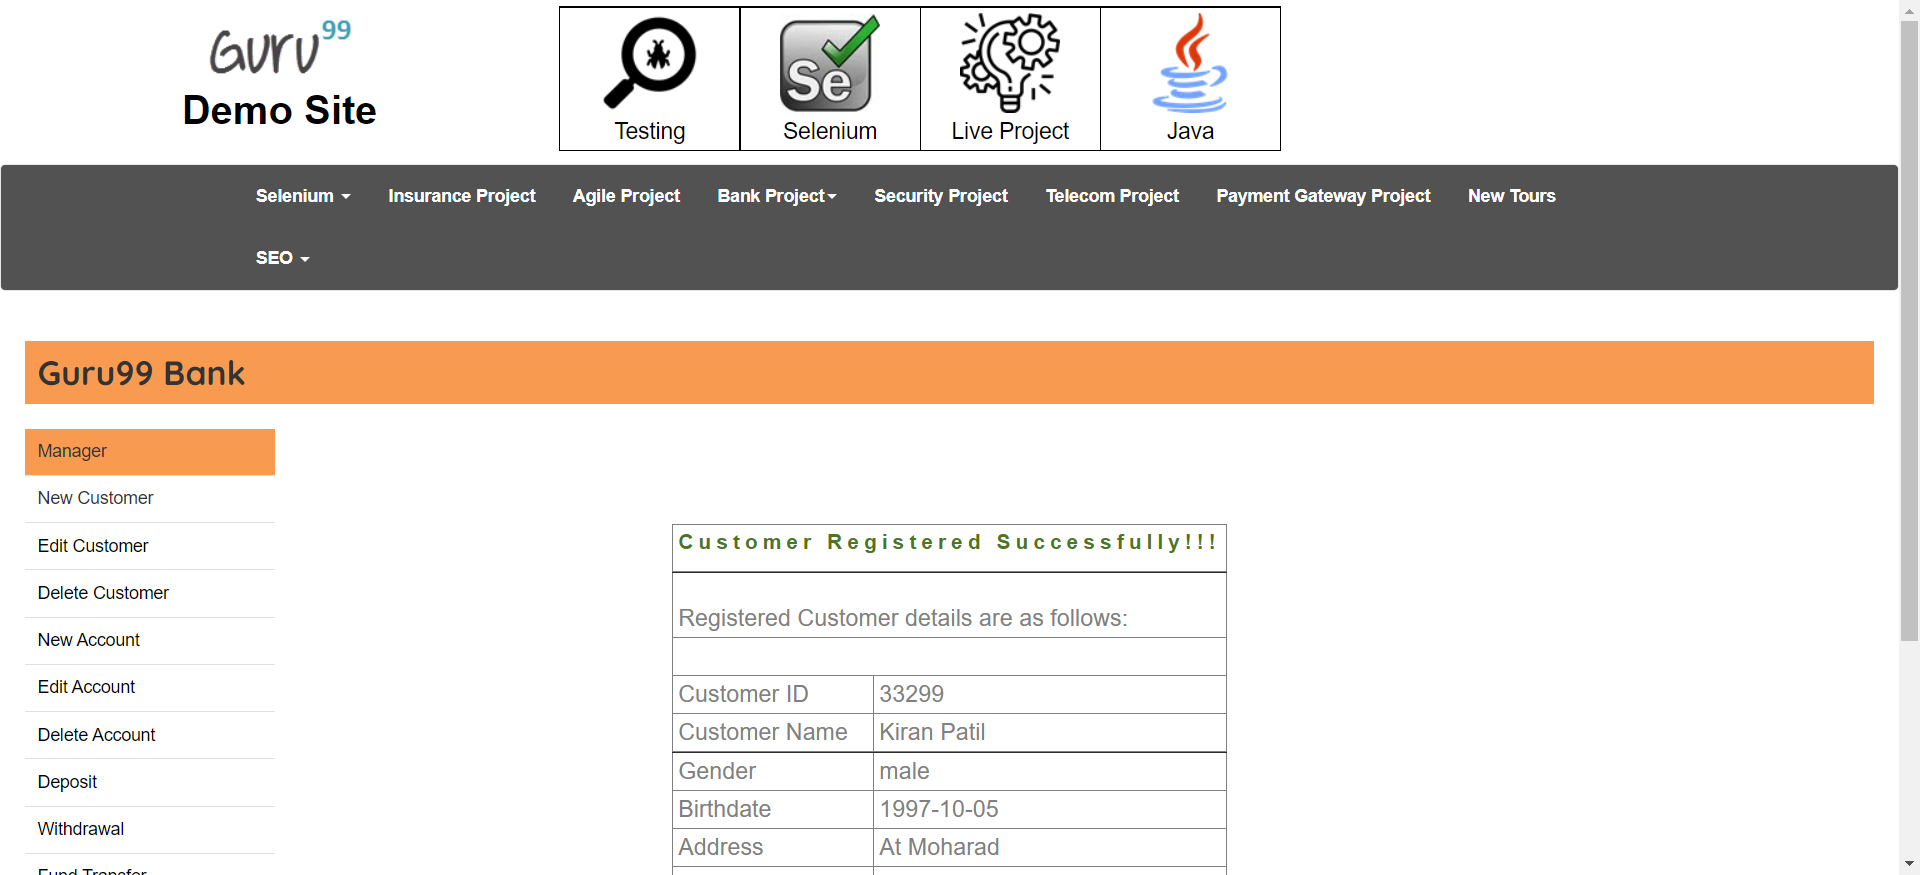 Guru99
Demo Site
Se
Testing
Selenium
Live Project
Java
Selenium
Insurance Project
Agile Project
Bank Project
Security Project
Telecom Project
Payment Gateway Project
New Tours
SEO
Guru99 Bank
Manager
New Customer
Edit Customer
Delete Customer
New Account
Edit Account
Delete Account
Deposit
Withdrawal
Fund Transfer
Customer Registered Successfully!!!
Registered Customer details are as follows:
Customer ID 33299
Customer Name Kiran Patil
Gender male
Birthdate 1997-10-05
Address At Moharad